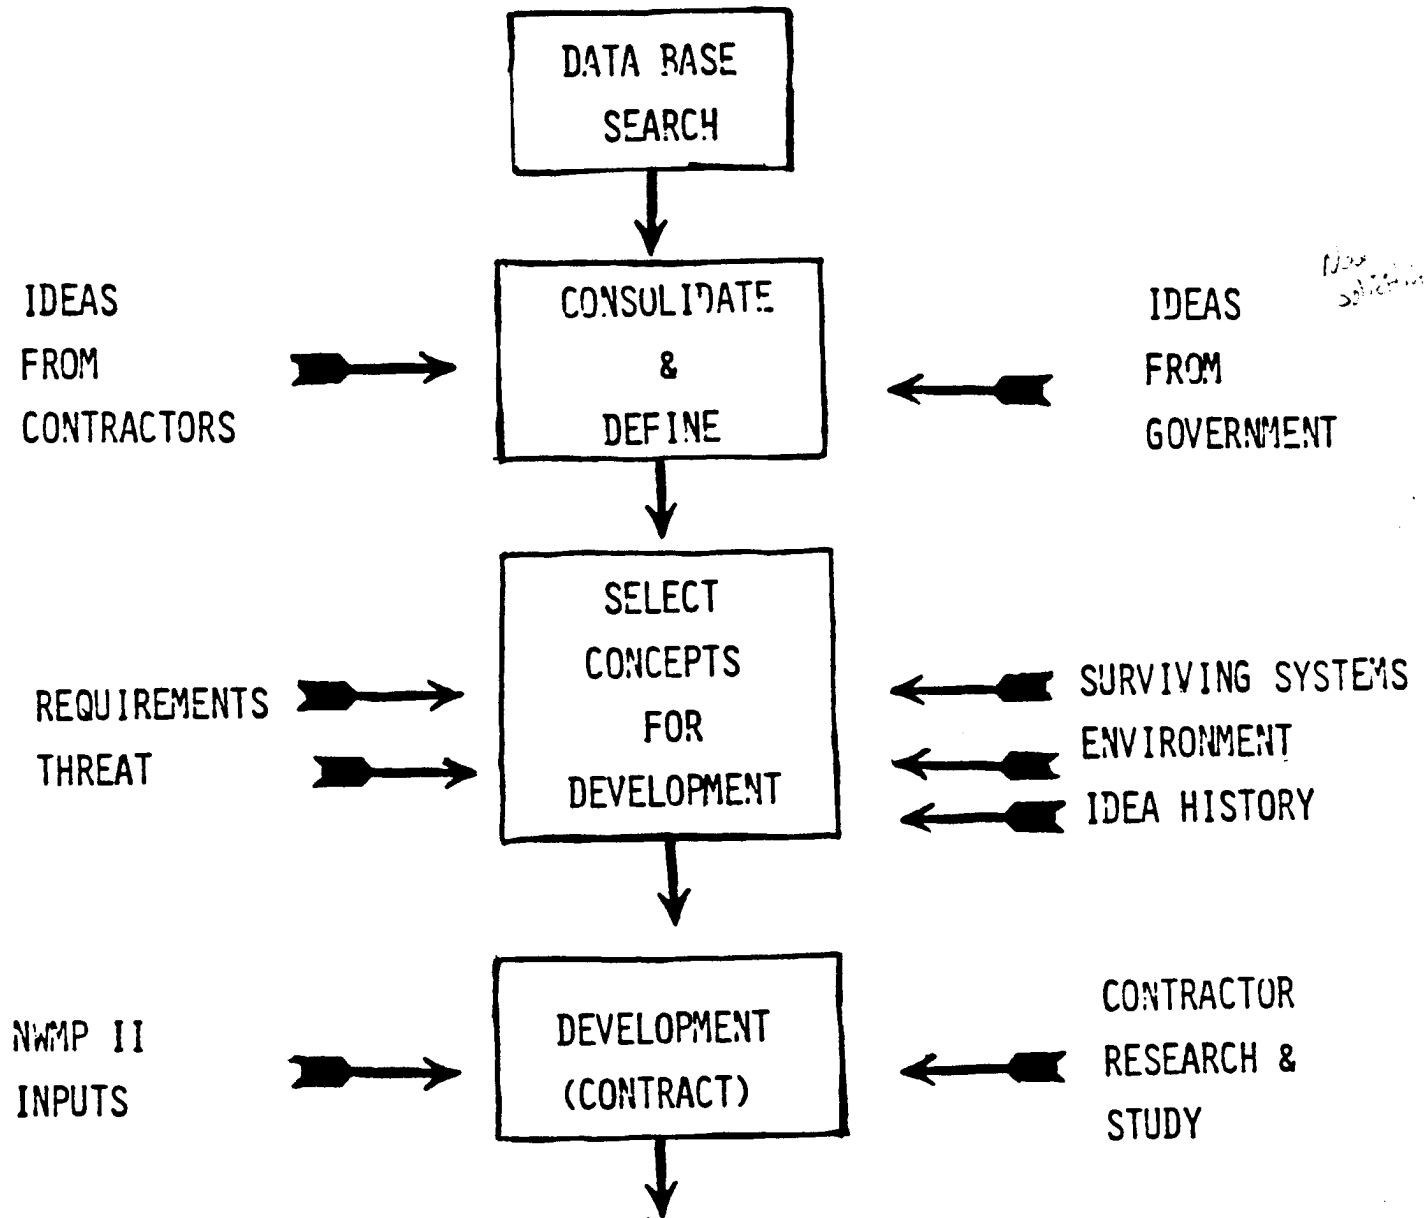 DATA BASE
SEARCH
IDEAS
FROM
CONTRACTORS
CONSOLIDATE
&
DEFINE
IDEAS
FROM
GOVERNMENT
REQUIREMENTS
THREAT
SELECT
CONCEPTS
FOR
DEVELOPMENT
SURVIVING SYSTEMS
ENVIRONMENT
IDEA HISTORY
NWMP II
INPUTS
DEVELOPMENT
(CONTRACT)
CONTRACTOR
RESEARCH &
STUDY